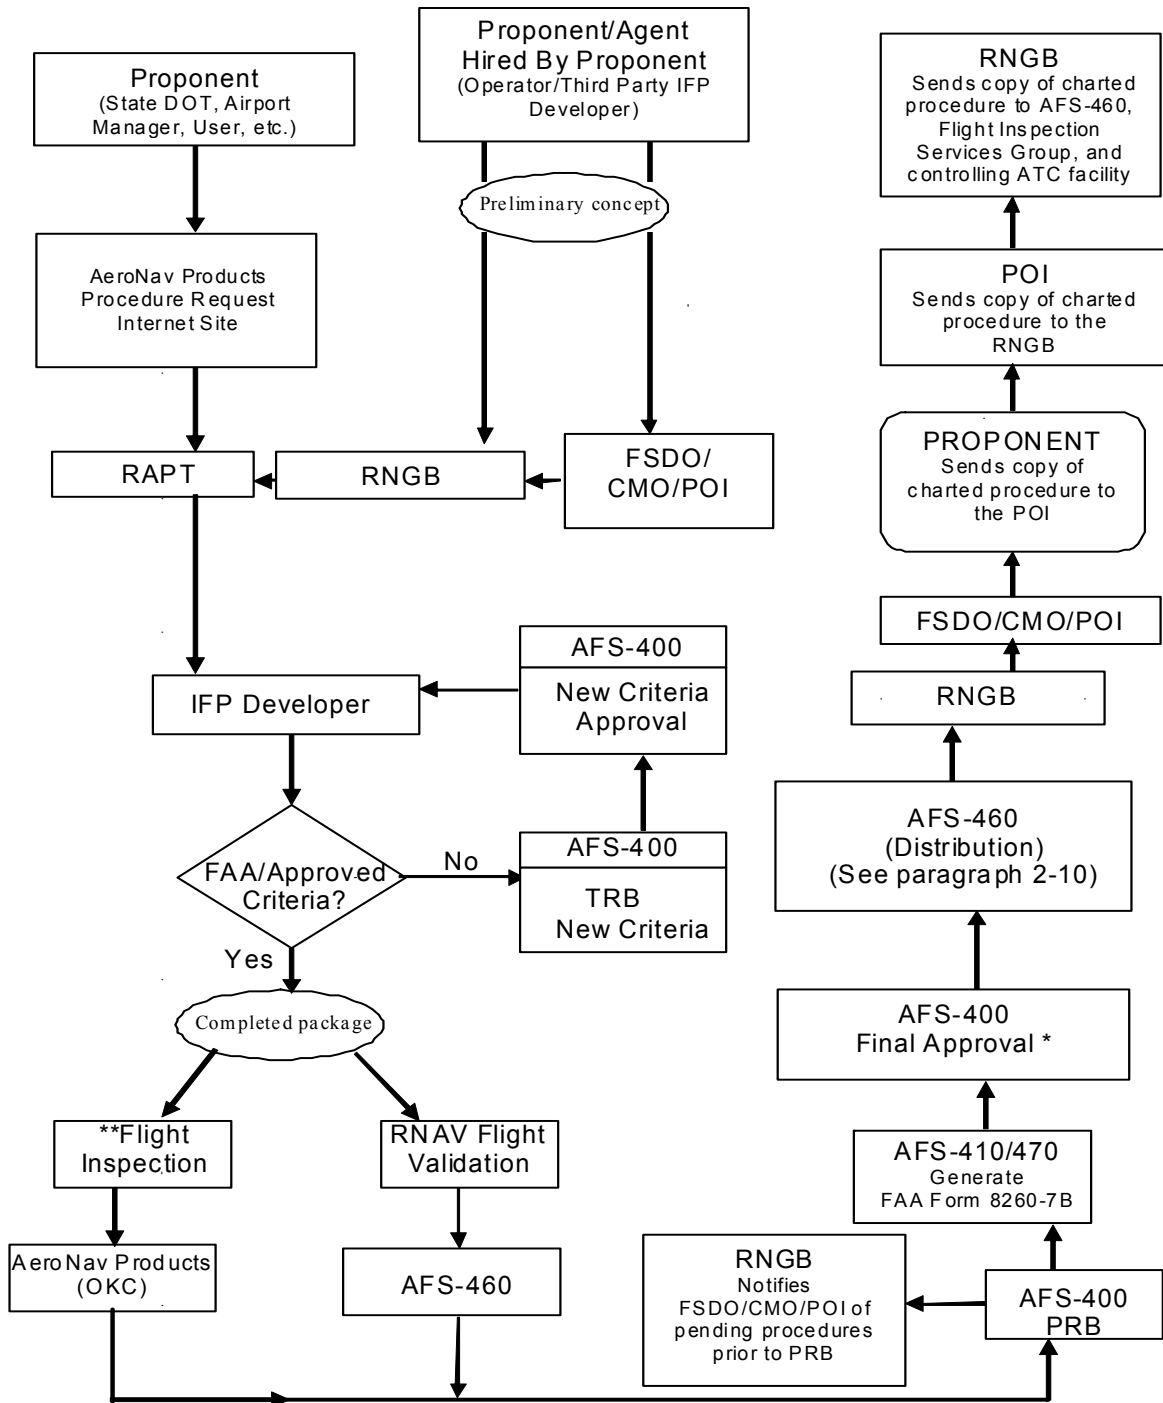 Proponent
(State DOT, Airport
Manager, User, etc.)
Proponent/Agent
Hired By Proponent
(Operator/Third Party IFP
Developer)
Preliminary concept
AeroNav Products
Procedure Request
Internet Site
RAPT
RNGB
FSDO/
CMO/POI
IFP Developer
AFS-400
New Criteria
Approval
FAA/Approved
Criteria?
No
AFS-400
TRB
New Criteria
Yes
Completed package
**Flight
Inspection
RNAV Flight
Validation
AeroNav Products
(OKC)
AFS-460
RNGB
Notifies
FSDO/CMO/POI of
pending procedures
prior to PRB
AFS-400
PRB
AFS-410/470
Generate
FAA Form 8260-7B
AFS-400
Final Approval *
AFS-460
(Distribution)
(See paragraph 2-10)
RNGB
FSDO/CMO/POI
PROPONENT
Sends copy of
charted procedure to
the POI
POI
Sends copy of charted
procedure to the
RNGB
RNGB
Sends copy of charted
procedure to AFS-460,
Flight Inspection
Services Group, and
controlling ATC facility